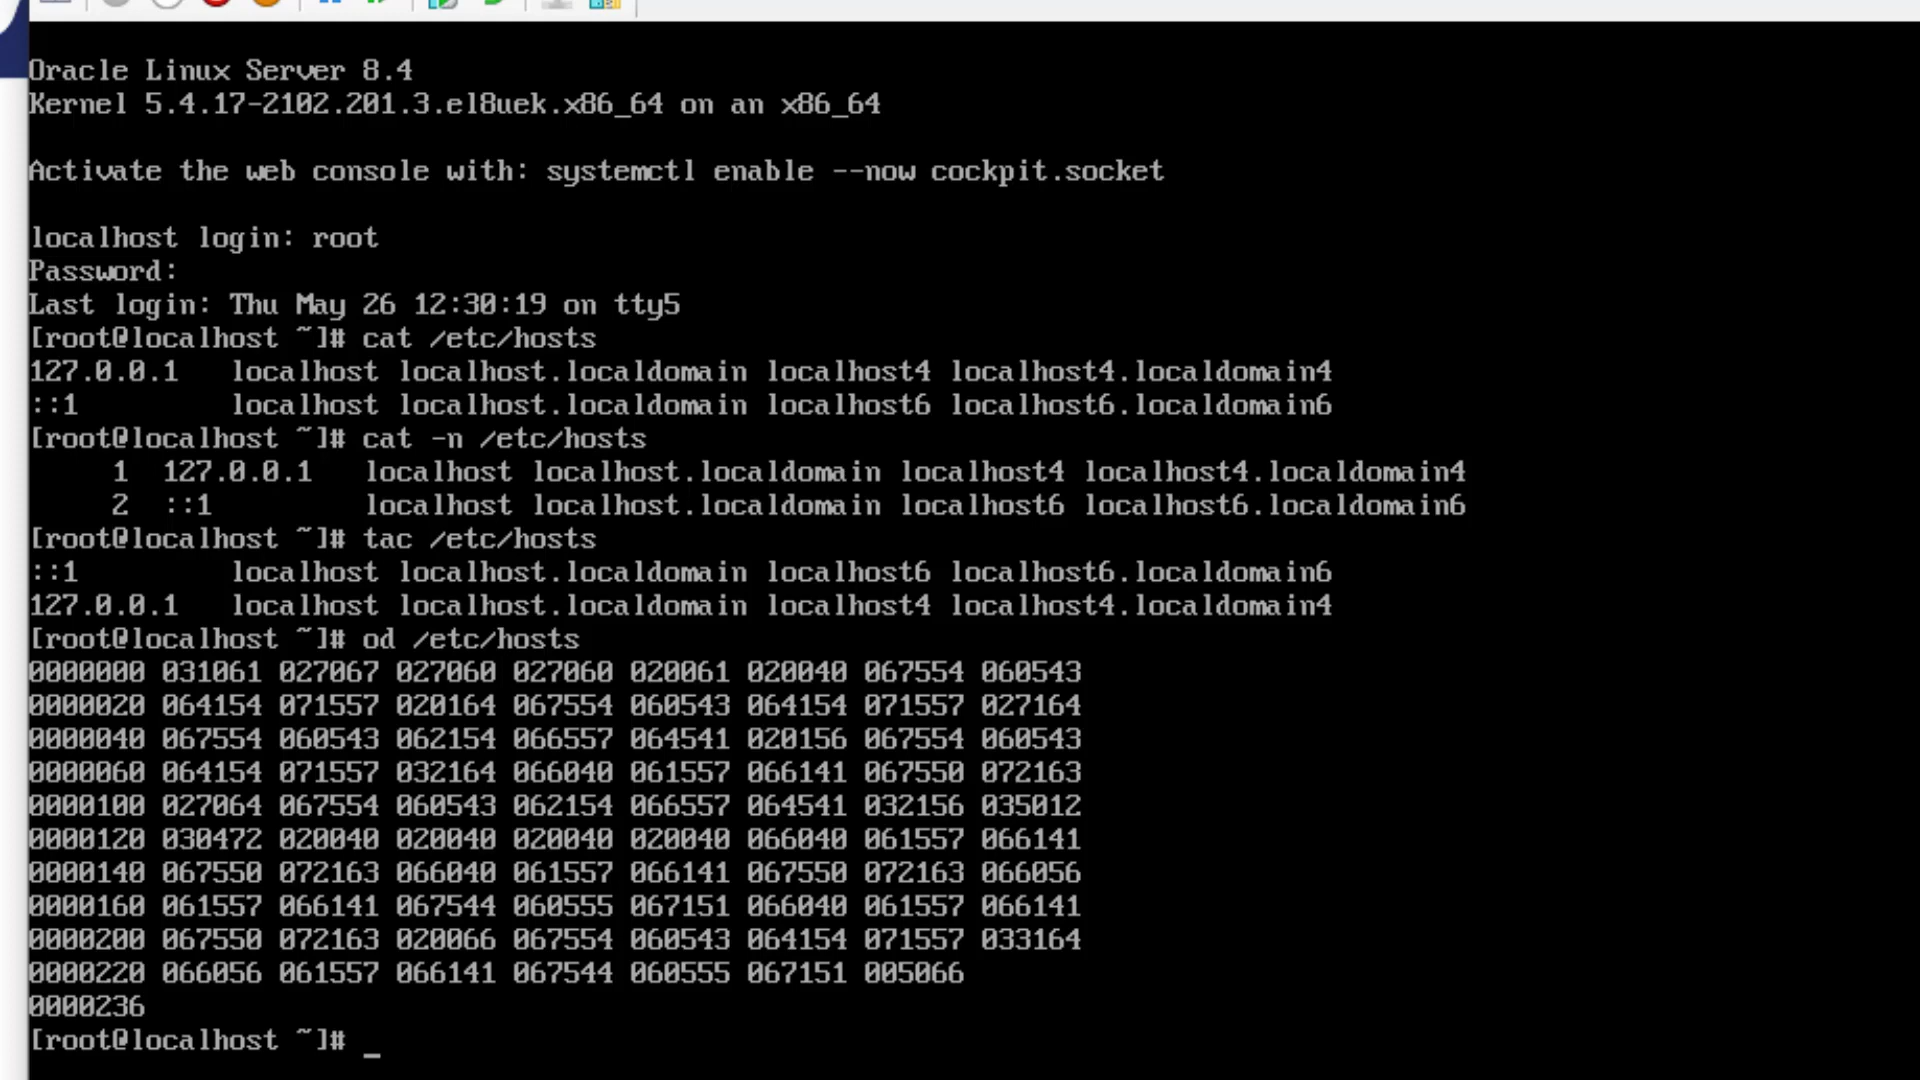 Oracle Linux Server 8.4
Kernel 5.4.17-2102.201.3.el8uek.x86_64 on an x86_64
Activate the web console with: systemctl enable --now cockpit.socket
localhost login: root
Password:
Last login: Thu May 26 12:30:19 on tty5
[root@localhost ~]# cat /etc/hosts
127.0.0.1   localhost localhost.localdomain localhost4 localhost4.localdomain4
::1         localhost localhost.localdomain localhost6 localhost6.localdomain6
[root@localhost ~]# cat -n /etc/hosts
     1  127.0.0.1   localhost localhost.localdomain localhost4 localhost4.localdomain4
     2  ::1         localhost localhost.localdomain localhost6 localhost6.localdomain6
[root@localhost ~]# tac /etc/hosts
::1         localhost localhost.localdomain localhost6 localhost6.localdomain6
127.0.0.1   localhost localhost.localdomain localhost4 localhost4.localdomain4
[root@localhost ~]# od /etc/hosts
0000000 031061 027067 027060 027060 020061 020040 067554 060543
0000020 064154 071557 020164 067554 060543 064154 071557 027164
0000040 067554 060543 062154 066557 064541 020156 067554 060543
0000060 064154 071557 032164 066040 061557 066141 067550 072163
0000100 027064 067554 060543 062154 066557 064541 032156 035012
0000120 030472 020040 020040 020040 020040 066040 061557 066141
0000140 067550 072163 066040 061557 066141 067550 072163 066056
0000160 061557 066141 067544 060555 067151 066040 061557 066141
0000200 067550 072163 020066 067554 060543 064154 071557 033164
0000220 066056 061557 066141 067544 060555 067151 005066
0000236
[root@localhost ~]# _